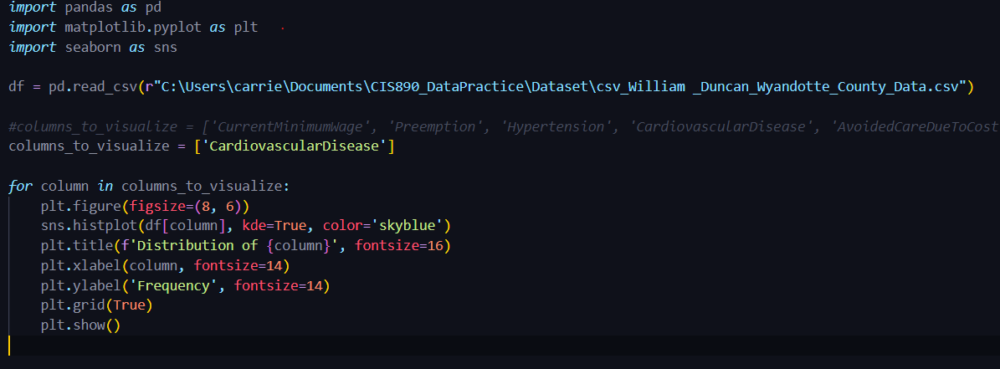 import pandas as pd
import matplotlib.pyplot as plt
import seaborn as sns
df = pd.read_csv(r"C:\Users\carrie\Documents\CIS890_DataPractice\Dataset\csv_William _Duncan_Wyandotte_County_Data.csv")
#columns_to_visualize = ['CurrentMinimumWage', 'Preemption', 'Hypertension', 'CardiovascularDisease', 'AvoidedCareDueToCost
columns_to_visualize = ['CardiovascularDisease']
for column in columns_to_visualize:
    plt.figure(figsize=(8, 6))
    sns.histplot(df[column], kde=True, color='skyblue')
    plt.title(f'Distribution of {column}', fontsize=16)
    plt.xlabel(column, fontsize=14)
    plt.ylabel('Frequency', fontsize=14)
    plt.grid(True)
    plt.show()